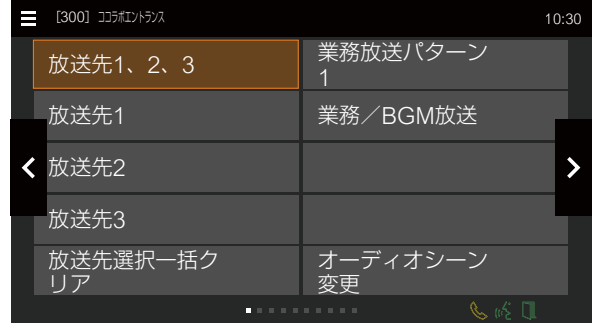 [300] ココラボエントランス
10:30
放送先1、2、3
業務放送パターン
1
放送先1
業務／BGM放送
放送先2
放送先3
放送先選択一括ク
リア
オーディオシーン
変更